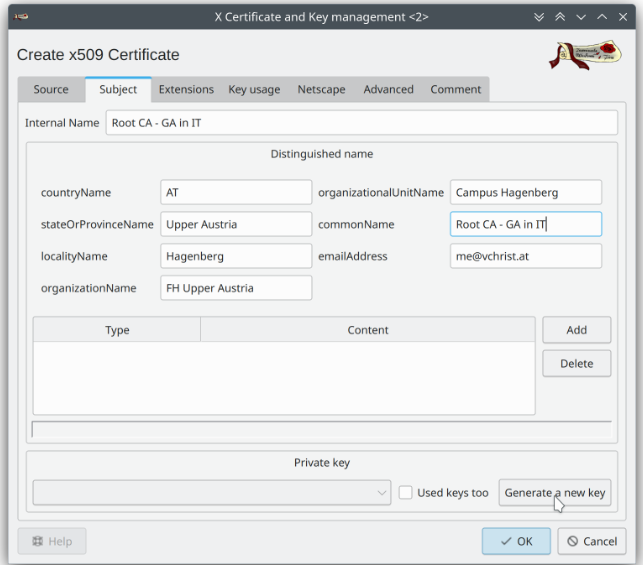 X Certificate and Key management <2>
Create x509 Certificate
Source Subject Extensions Key usage Netscape Advanced Comment
Internal Name Root CA - GA in IT
Distinguished name
countryName AT organizationalUnitName Campus Hagenberg
stateOrProvinceName Upper Austria commonName Root CA - GA in IT
localityName Hagenberg emailAddress me@vchrist.at
organizationName FH Upper Austria
Type Content Add
Delete
Private key
Used keys too Generate a new key
Help OK Cancel